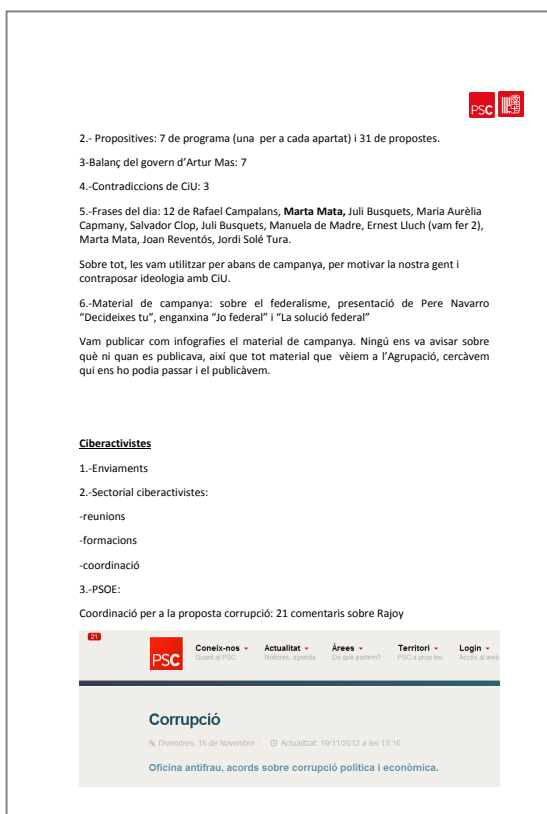 PSC
2.- Propositives: 7 de programa (una per a cada apartat) i 31 de propostes.
3-Balanç del govern d’Artur Mas: 7
4.-Contradiccions de CiU: 3
5.-Frases del dia: 12 de Rafael Campalans, Marta Mata, Juli Busquets, Maria Aurèlia
Capmany, Salvador Clop, Juli Busquets, Manuela de Madre, Ernest Lluch (vam fer 2),
Marta Mata, Joan Reventós, Jordi Solé Tura.
Sobre tot, les vam utilitzar per abans de campanya, per motivar la nostra gent i
contraposar ideologia amb CiU.
6.-Material de campanya: sobre el federalisme, presentació de Pere Navarro
“Decideixes tu”, enganxina “Jo federal” i “La solució federal”
Vam publicar com infografies el material de campanya. Ningú ens va avisar sobre
què ni quan es publicava, així que tot material que vèiem a l’Agrupació, cercàvem
qui ens ho podia passar i el publicàvem.
Ciberactivistes
1.-Enviaments
2.-Sectorial ciberactivistes:
-reunions
-formacions
-coordinació
3.-PSOE:
Coordinació per a la proposta corrupció: 21 comentaris sobre Rajoy
21
PSC
Coneix-nos Actualitat Àrees Territori Login
Quant al PSC Notícies, agenda De què parlem? PSC a prop teu Accés al web
Corrupció
Divendres, 16 de Novembre Actualitzat: 19/11/2012 a les 13:16
Oficina antifrau, acords sobre corrupció política i econòmica.